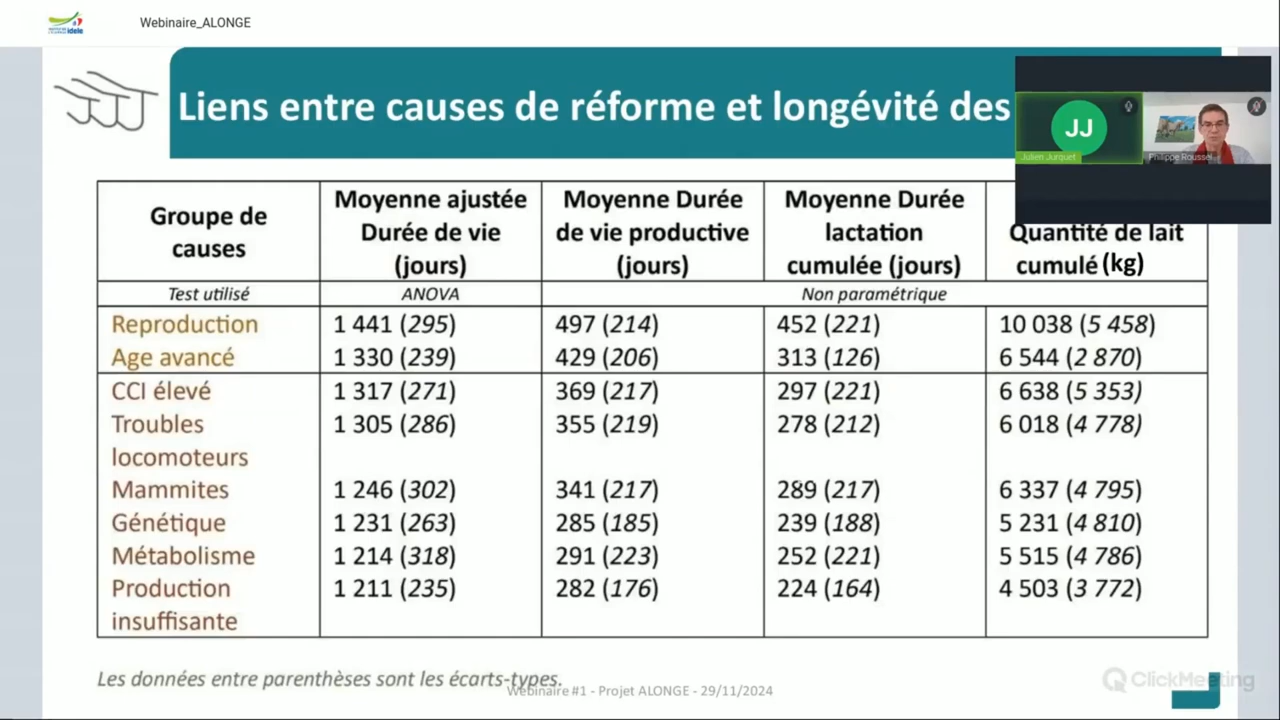 Webinaire_ALONGE
idele
Liens entre causes de réforme et longévité des
JJ
Julien Jurquet
Philippe Roussel
Groupe de causes
Moyenne ajustée Durée de vie (jours)
Moyenne Durée de vie productive (jours)
Moyenne Durée lactation cumulée (jours)
Quantité de lait cumulé (kg)
Test utilisé ANOVA Non paramétrique
Reproduction 1 441 (295) 497 (214) 452 (221) 10 038 (5 458)
Age avancé 1 330 (239) 429 (206) 313 (126) 6 544 (2 870)
CCI élevé 1 317 (271) 369 (217) 297 (221) 6 638 (5 353)
Troubles 1 305 (286) 355 (219) 278 (212) 6 018 (4 778)
locomoteurs
Mammites 1 246 (302) 341 (217) 289 (217) 6 337 (4 795)
Génétique 1 231 (263) 285 (185) 239 (188) 5 231 (4 810)
Métabolisme 1 214 (318) 291 (223) 252 (221) 5 515 (4 786)
Production 1 211 (235) 282 (176) 224 (164) 4 503 (3 772)
insuffisante
Les données entre parenthèses sont les écarts-types.
Webinaire #1 - Projet ALONGE - 29/11/2024
ClickMeeting